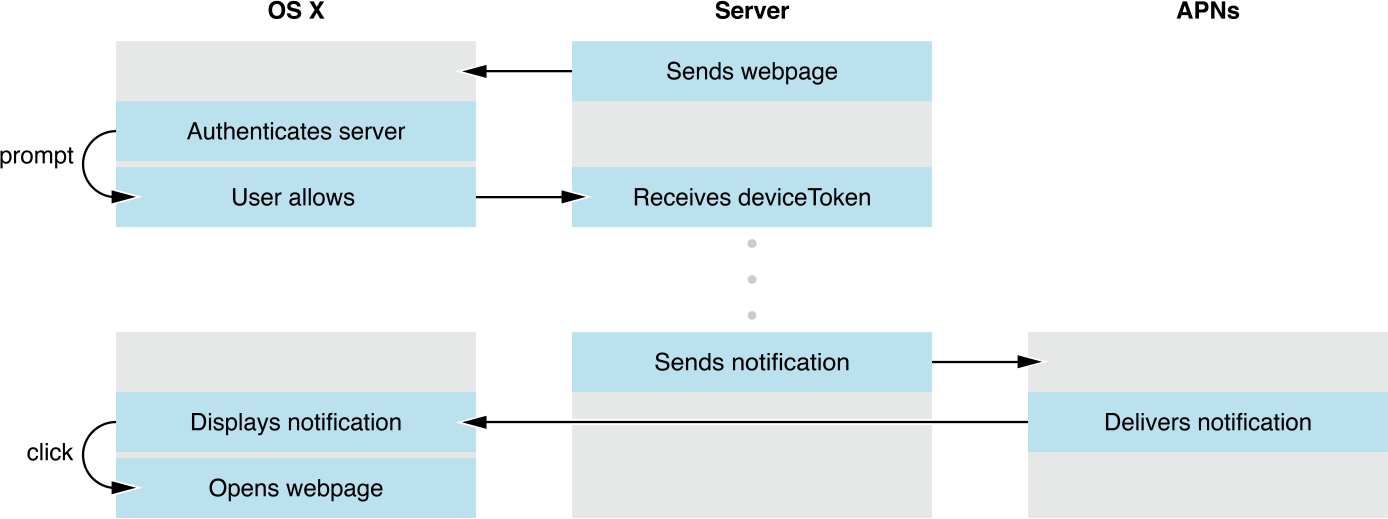 OS X
Server
APNs
Sends webpage
Authenticates server
prompt
User allows
Receives deviceToken
Sends notification
Displays notification
Delivers notification
click
Opens webpage